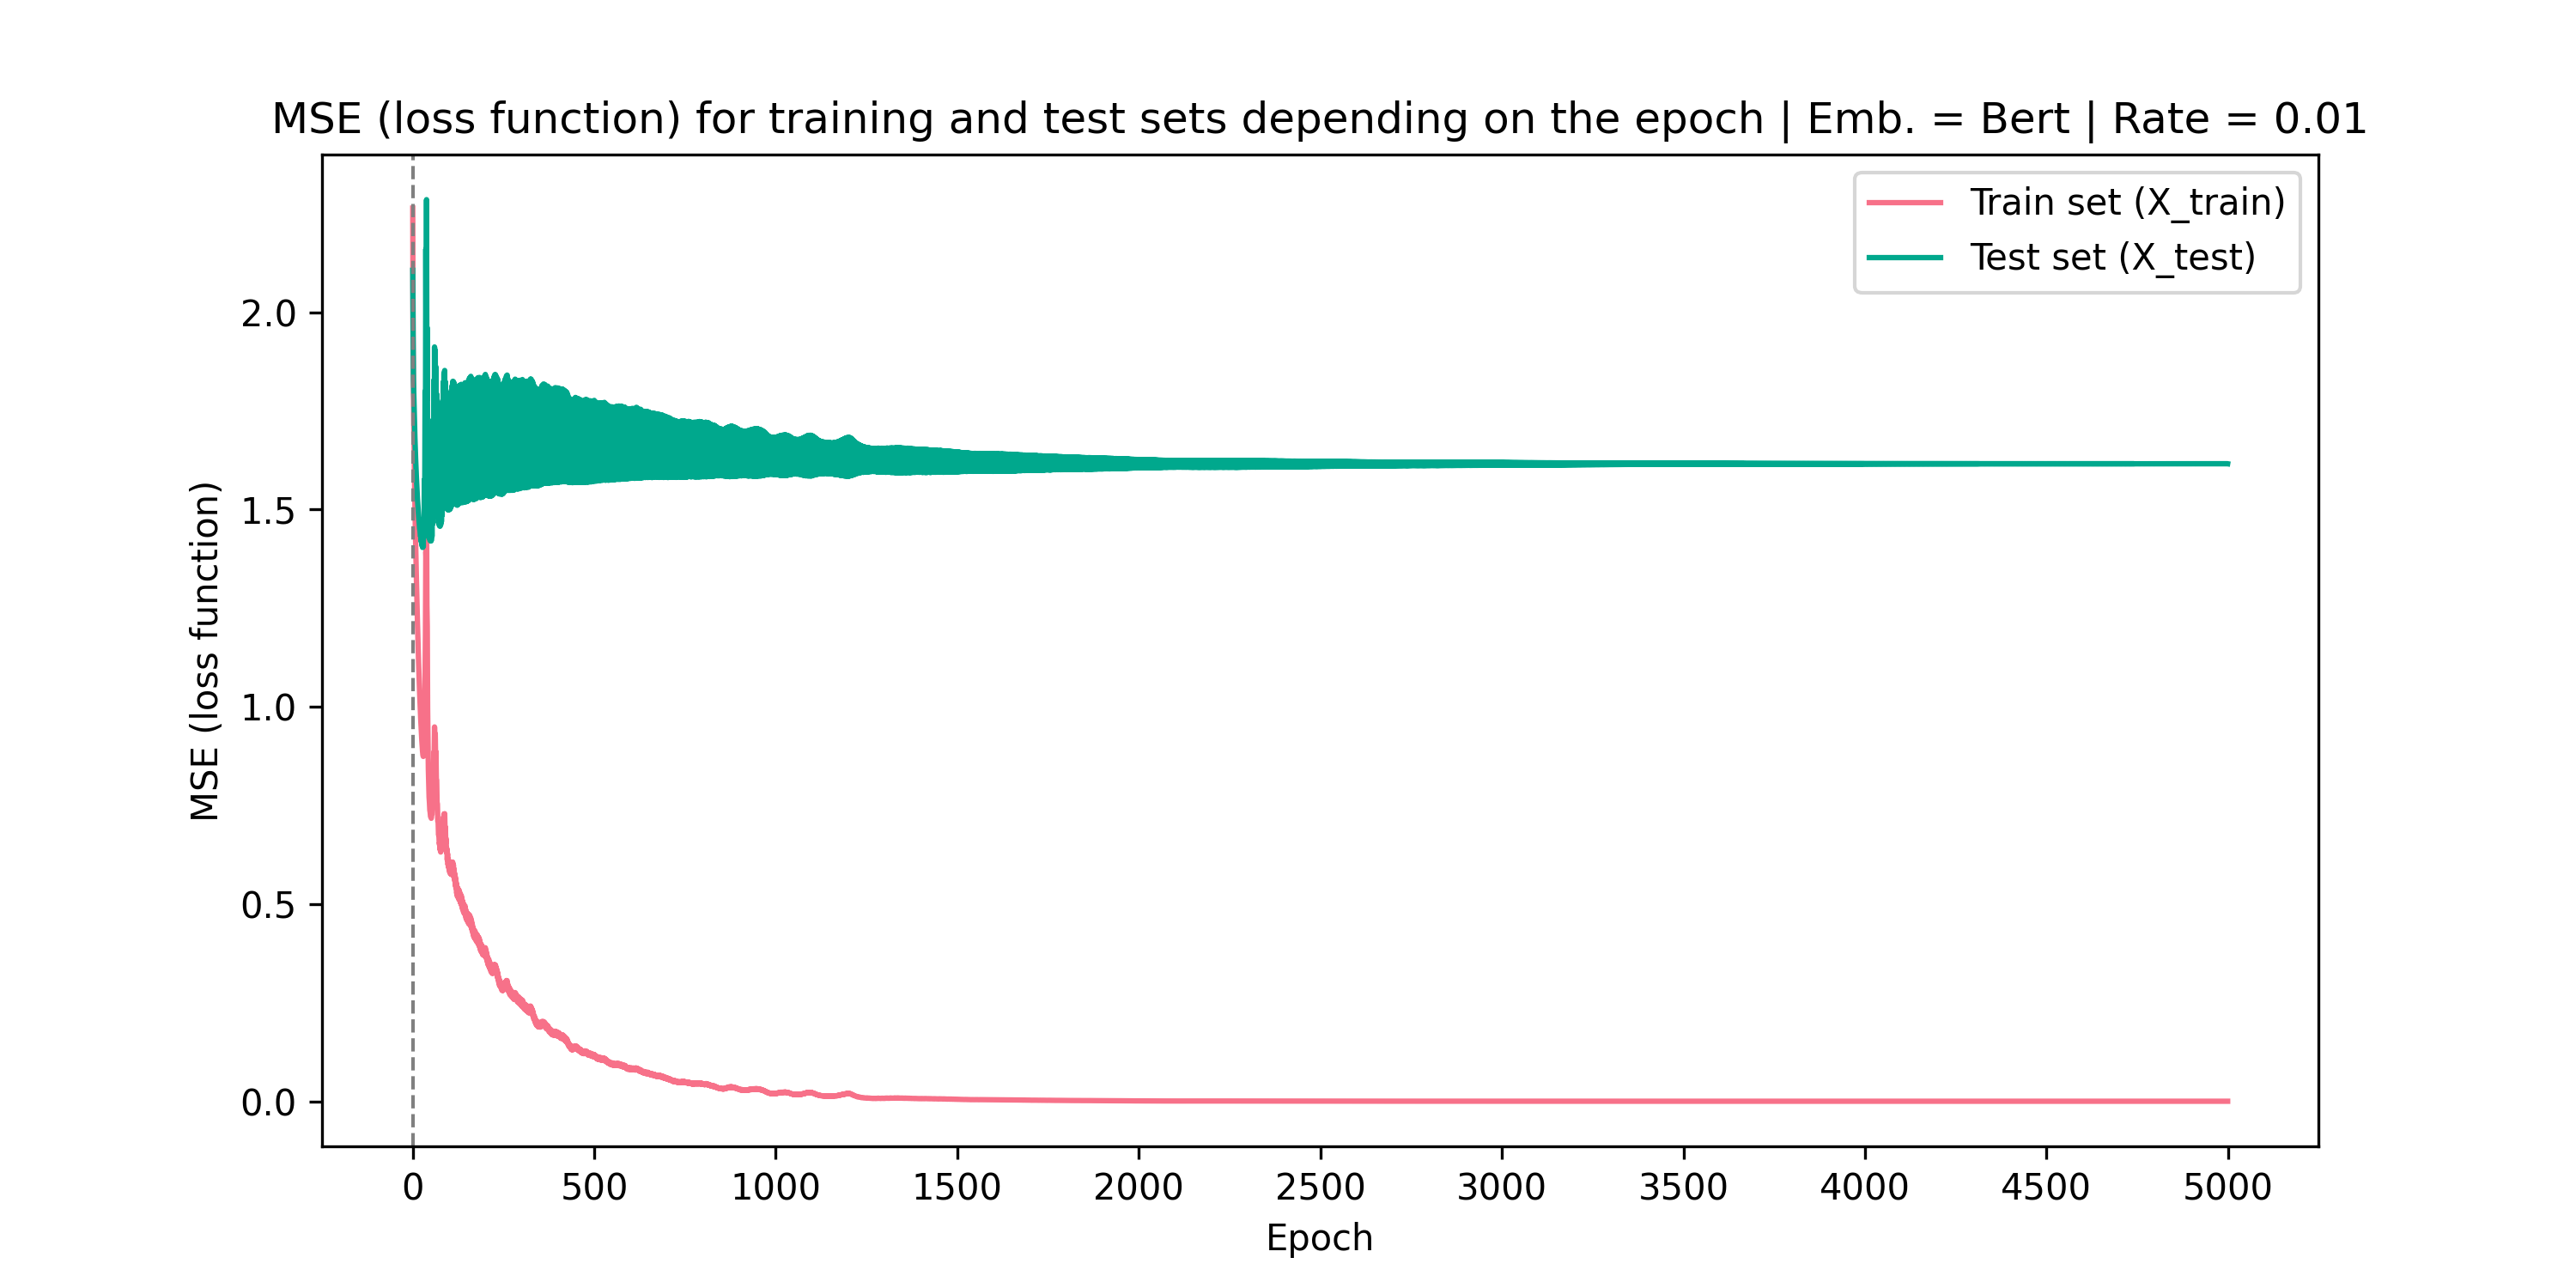 MSE (loss function) for training and test sets depending on the epoch | Emb. = Bert | Rate = 0.01
Train set (X_train)
Test set (X_test)
MSE (loss function)
2.0
1.5
1.0
0.5
0.0
0 500 1000 1500 2000 2500 3000 3500 4000 4500 5000
Epoch